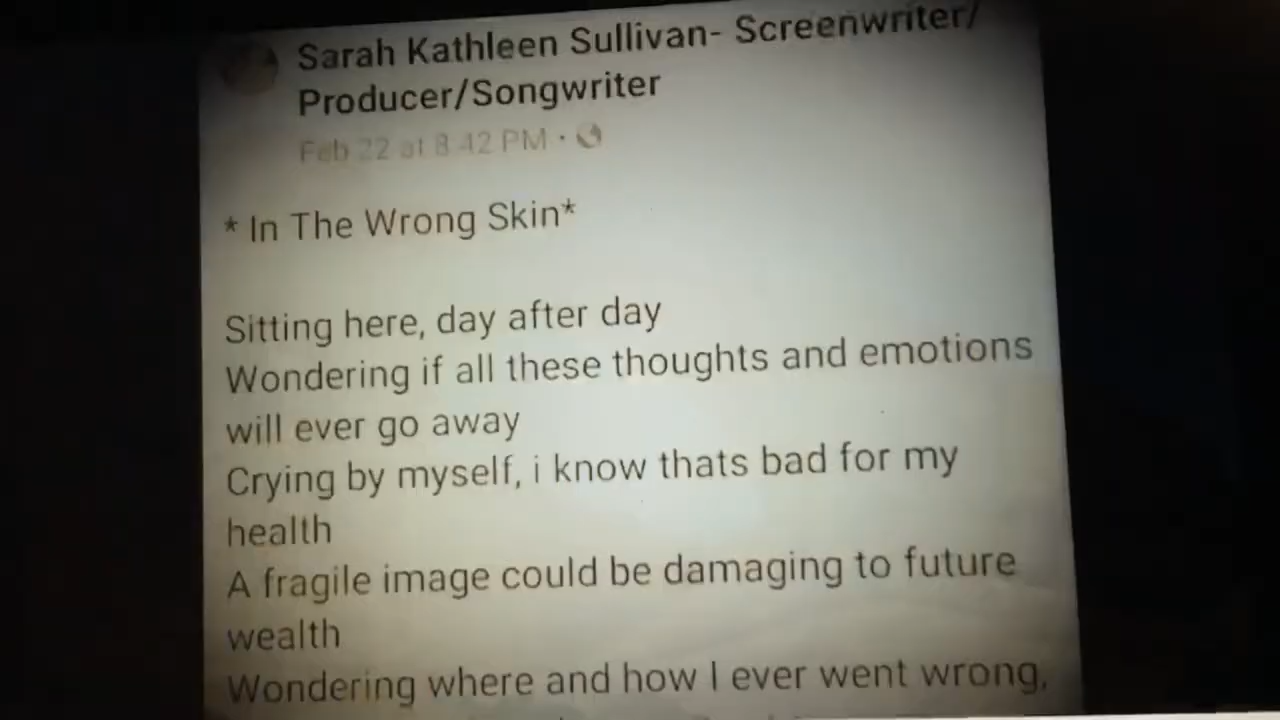 Sarah Kathleen Sullivan- Screenwriter/
Producer/Songwriter
Feb 22 at 8:42 PM ·
* In The Wrong Skin*
Sitting here, day after day
Wondering if all these thoughts and emotions
will ever go away
Crying by myself, i know thats bad for my
health
A fragile image could be damaging to future
wealth
Wondering where and how I ever went wrong,